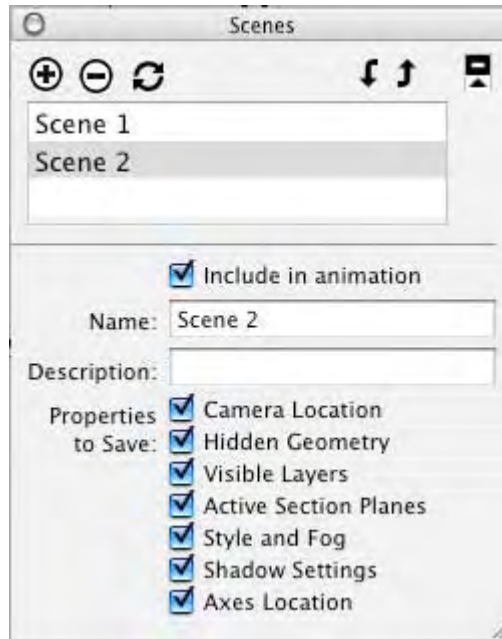 Scenes
Scene 1
Scene 2
Include in animation
Name: Scene 2
Description:
Properties to Save:
Camera Location
Hidden Geometry
Visible Layers
Active Section Planes
Style and Fog
Shadow Settings
Axes Location